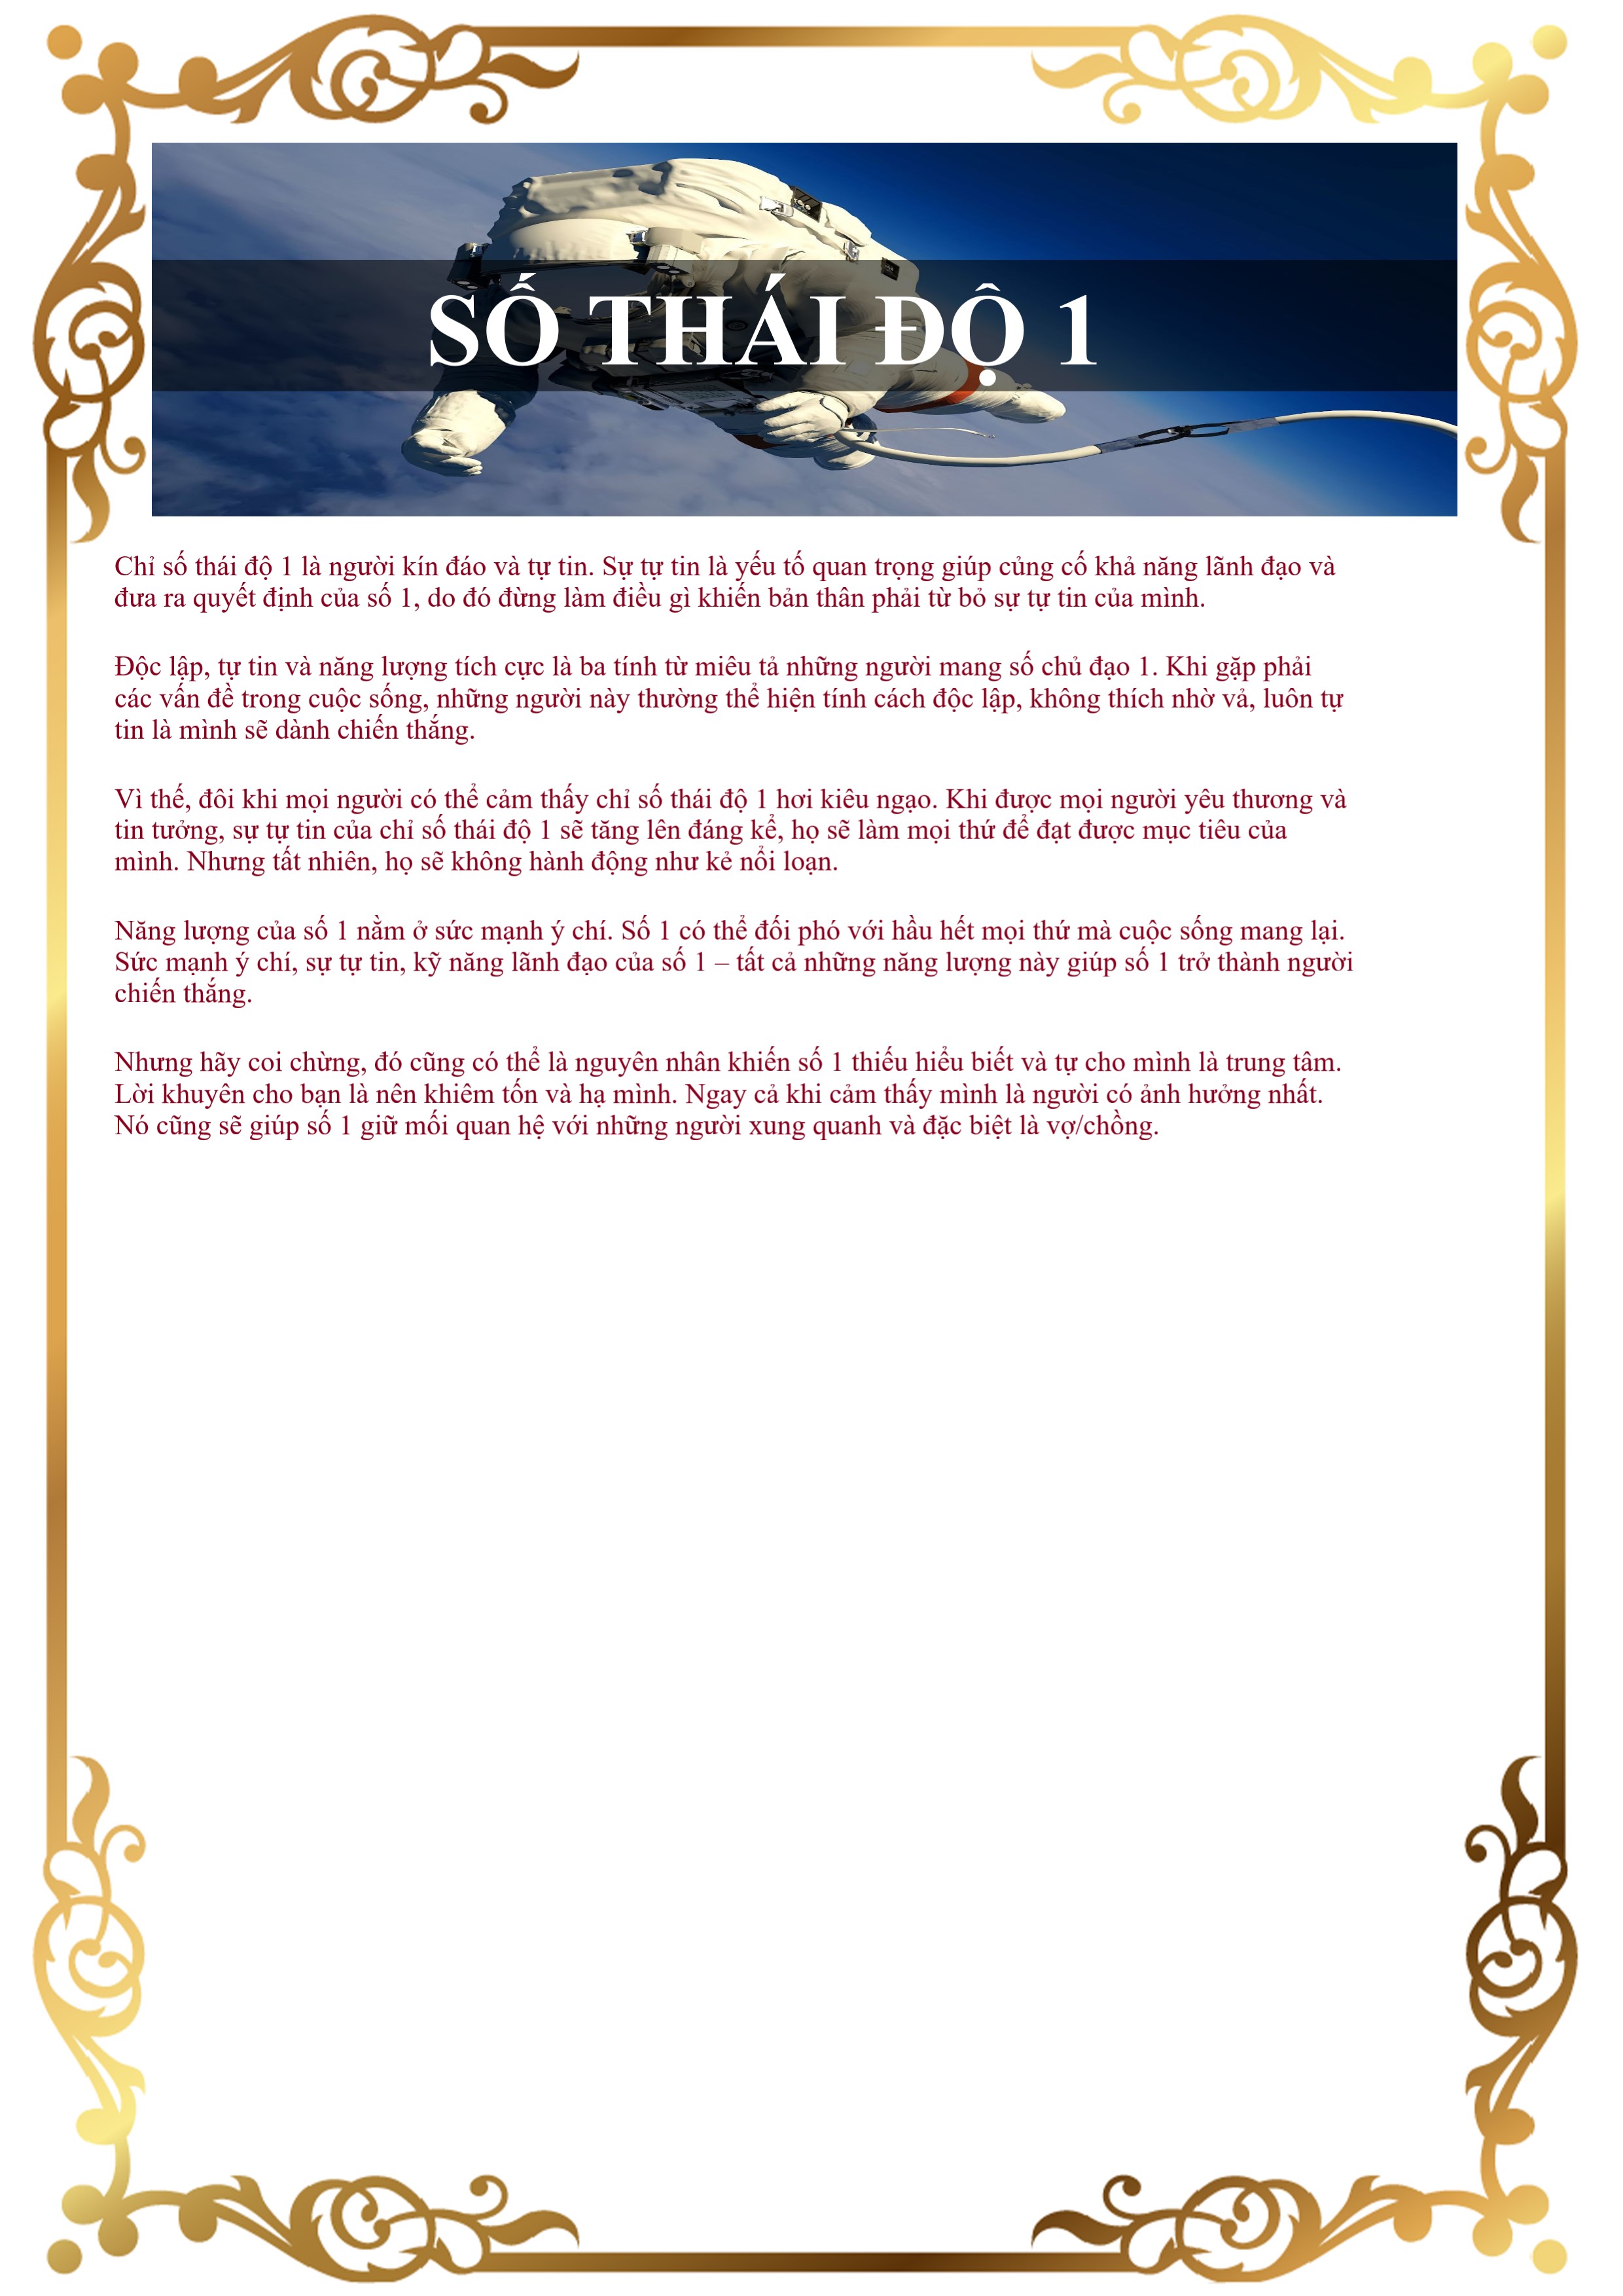 SỐ THÁI ĐỘ 1
Chỉ số thái độ 1 là người kín đáo và tự tin. Sự tự tin là yếu tố quan trọng giúp củng cố khả năng lãnh đạo và
đưa ra quyết định của số 1, do đó đừng làm điều gì khiến bản thân phải từ bỏ sự tự tin của mình.
Độc lập, tự tin và năng lượng tích cực là ba tính từ miêu tả những người mang số chủ đạo 1. Khi gặp phải
các vấn đề trong cuộc sống, những người này thường thể hiện tính cách độc lập, không thích nhờ vả, luôn tự
tin là mình sẽ dành chiến thắng.
Vì thế, đôi khi mọi người có thể cảm thấy chỉ số thái độ 1 hơi kiêu ngạo. Khi được mọi người yêu thương và
tin tưởng, sự tự tin của chỉ số thái độ 1 sẽ tăng lên đáng kể, họ sẽ làm mọi thứ để đạt được mục tiêu của
mình. Nhưng tất nhiên, họ sẽ không hành động như kẻ nổi loạn.
Năng lượng của số 1 nằm ở sức mạnh ý chí. Số 1 có thể đối phó với hầu hết mọi thứ mà cuộc sống mang lại.
Sức mạnh ý chí, sự tự tin, kỹ năng lãnh đạo của số 1 – tất cả những năng lượng này giúp số 1 trở thành người
chiến thắng.
Nhưng hãy coi chừng, đó cũng có thể là nguyên nhân khiến số 1 thiếu hiểu biết và tự cho mình là trung tâm.
Lời khuyên cho bạn là nên khiêm tốn và hạ mình. Ngay cả khi cảm thấy mình là người có ảnh hưởng nhất.
Nó cũng sẽ giúp số 1 giữ mối quan hệ với những người xung quanh và đặc biệt là vợ/chồng.